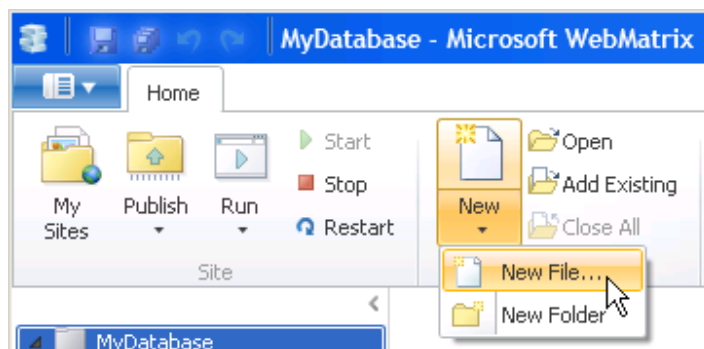 MyDatabase - Microsoft WebMatrix
Home
My Sites
Publish
Run
Start
Stop
Restart
Site
New
Open
Add Existing
Close All
New File...
New Folder
MyDatabase